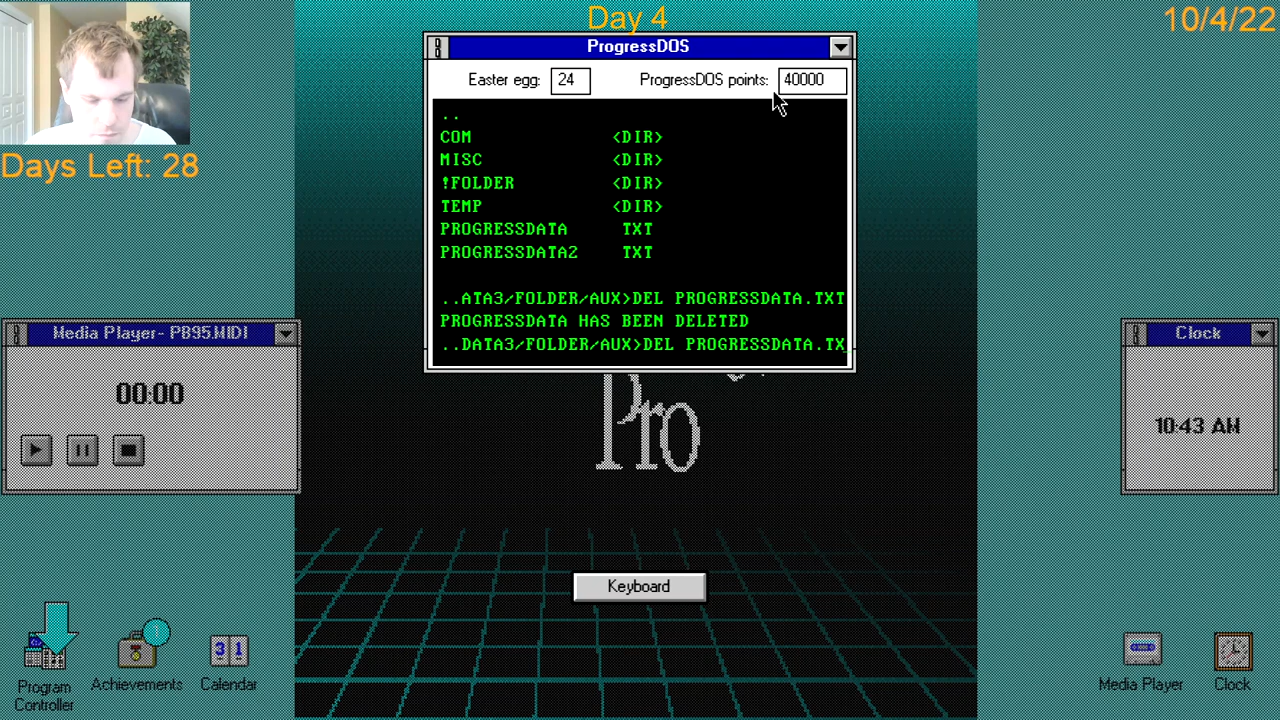 Day 4
10/4/22
Days Left: 28
ProgressDOS
Easter egg: 24 ProgressDOS points: 40000
..
COM <DIR>
MISC <DIR>
!FOLDER <DIR>
TEMP <DIR>
PROGRESSDATA TXT
PROGRESSDATA2 TXT
..ATA3/FOLDER/AUX>DEL PROGRESSDATA.TXT
PROGRESSDATA HAS BEEN DELETED
..DATA3/FOLDER/AUX>DEL PROGRESSDATA.TX_
Media Player- PB95.MIDI
00:00
Clock
10:43 AM
Pro
Keyboard
Program Controller
Achievements
1
31
Calendar
Media Player
Clock